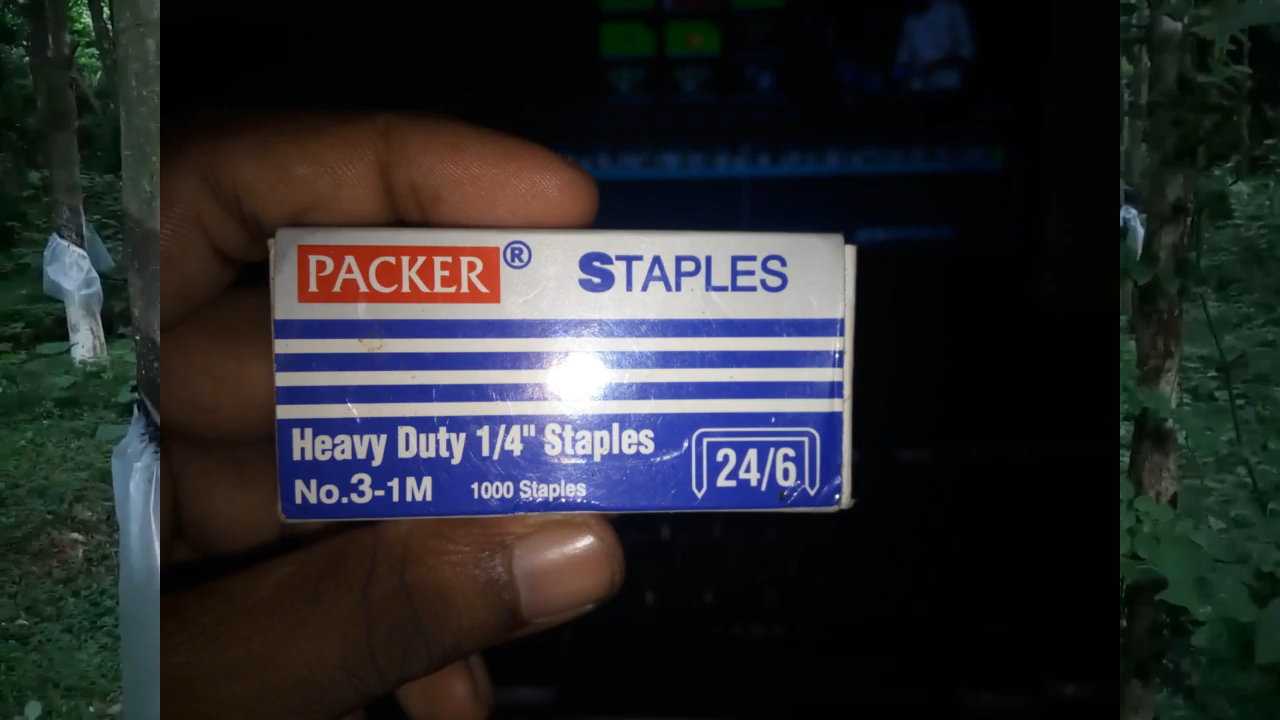 PACKER® STAPLES
Heavy Duty 1/4" Staples
No.3-1M 1000 Staples
24/6